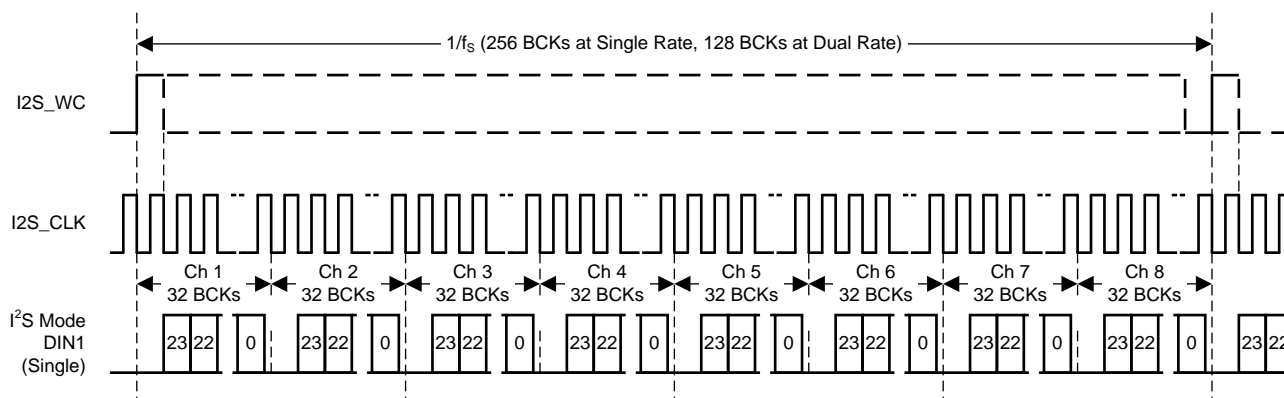 1/fS (256 BCKs at Single Rate, 128 BCKs at Dual Rate)
I2S_WC
I2S_CLK
Ch 1 Ch 2 Ch 3 Ch 4 Ch 5 Ch 6 Ch 7 Ch 8
32 BCKs 32 BCKs 32 BCKs 32 BCKs 32 BCKs 32 BCKs 32 BCKs 32 BCKs
I²S Mode
DIN1
(Single)
23 22 0 23 22 0 23 22 0 23 22 0 23 22 0 23 22 0 23 22 0 23 22 0 23 22